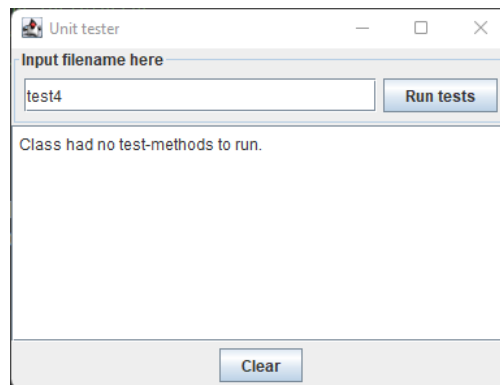 Unit tester
Input filename here
test4
Run tests
Class had no test-methods to run.
Clear